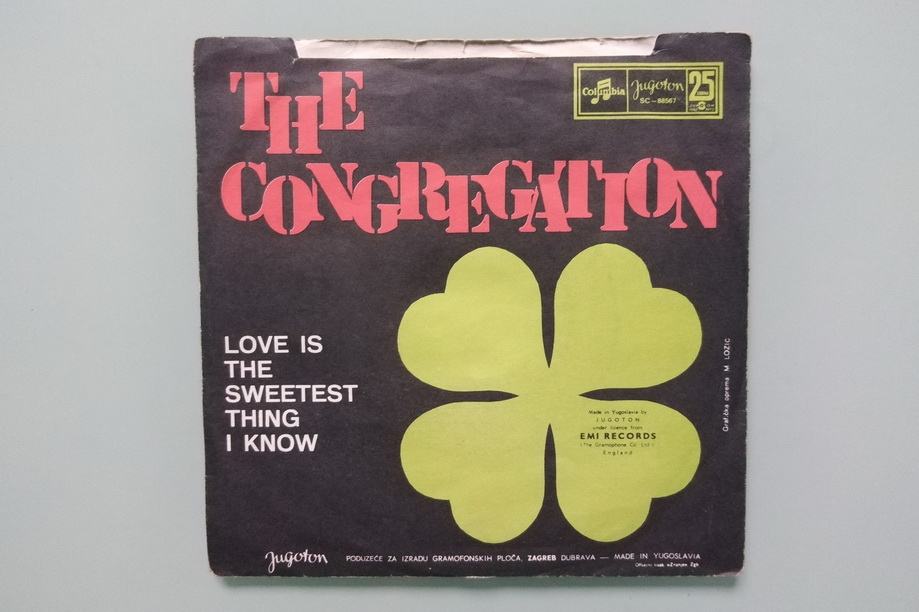 THE
CONGREGATION
Columbia
Jugoton
SC-88567
25
LOVE IS
THE
SWEETEST
THING
I KNOW
Made in Yugoslavia by
JUGOTON
under licence from
EMI RECORDS
(The Gramophone Co. Ltd.)
England
Grafička oprema M LOZIĆ
Jugoton PODUZEĆE ZA IZRADU GRAMOFONSKIH PLOČA, ZAGREB DUBRAVA — MADE IN YUGOSLAVIA